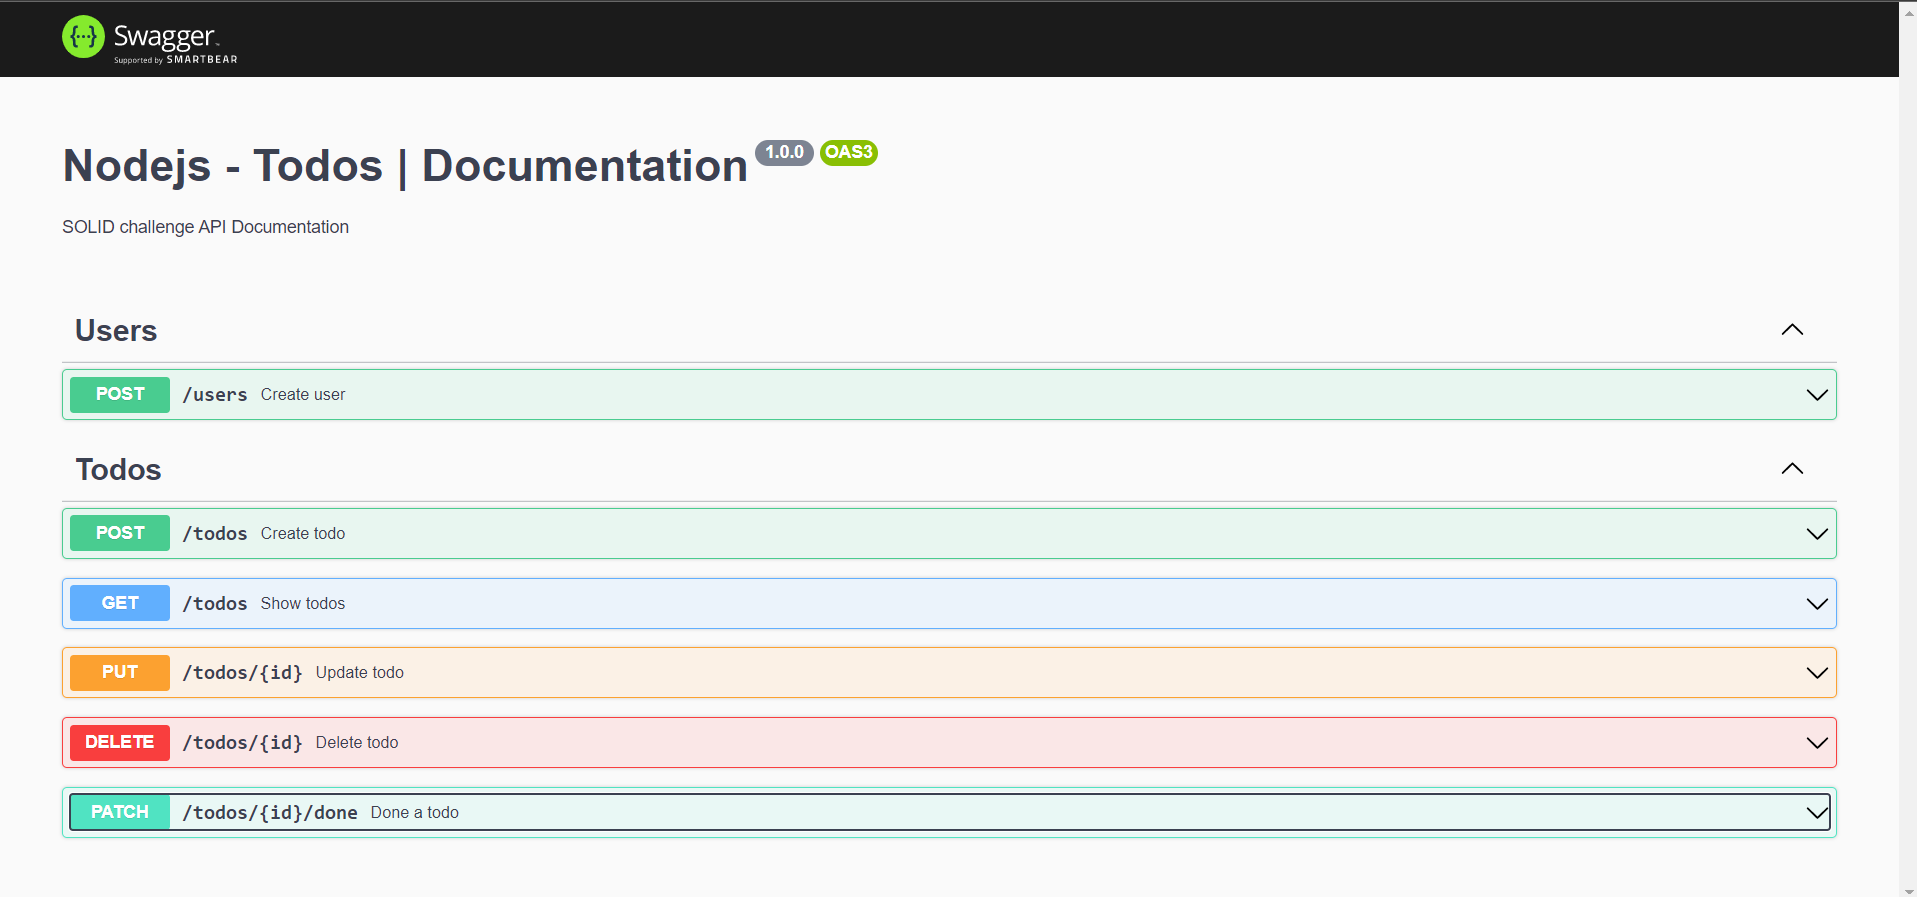 {···} Swagger™
Supported by SMARTBEAR
Nodejs - Todos | Documentation 1.0.0 OAS3
SOLID challenge API Documentation
Users
POST /users Create user
Todos
POST /todos Create todo
GET /todos Show todos
PUT /todos/{id} Update todo
DELETE /todos/{id} Delete todo
PATCH /todos/{id}/done Done a todo